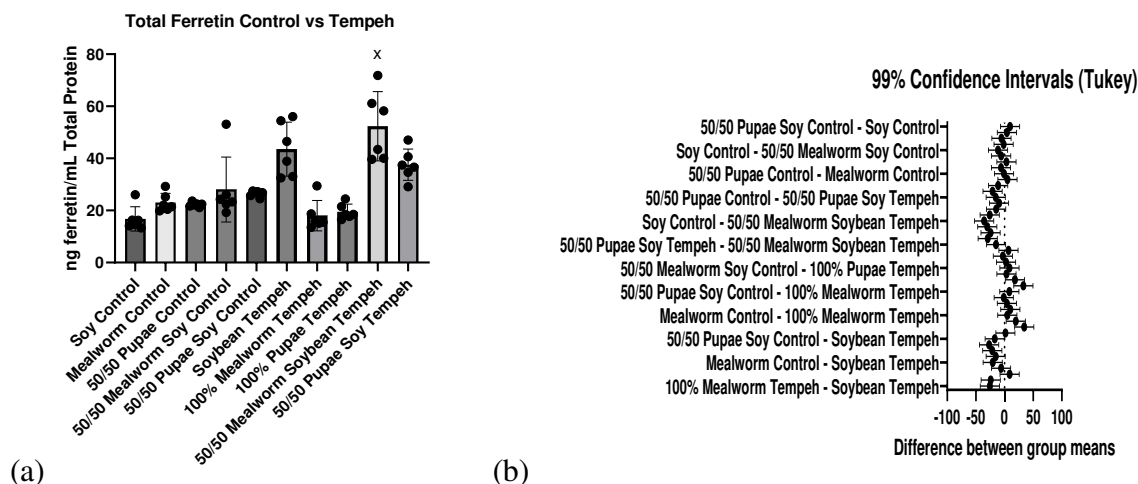 Total Ferretin Control vs Tempeh
ng ferretin/mL Total Protein
80
60
40
20
0
x
Soy Control
Mealworm Control
50/50 Pupae Control
50/50 Mealworm Soy Control
50/50 Pupae Soy Control
Soybean Tempeh
100% Mealworm Tempeh
100% Pupae Tempeh
50/50 Mealworm Soybean Tempeh
50/50 Pupae Soy Tempeh
(a)
99% Confidence Intervals (Tukey)
50/50 Pupae Soy Control - Soy Control
Soy Control - 50/50 Mealworm Soy Control
50/50 Pupae Control - Mealworm Control
50/50 Pupae Control - 50/50 Pupae Soy Tempeh
Soy Control - 50/50 Mealworm Soybean Tempeh
50/50 Pupae Soy Tempeh - 50/50 Mealworm Soybean Tempeh
50/50 Mealworm Soy Control - 100% Pupae Tempeh
50/50 Pupae Soy Control - 100% Mealworm Tempeh
Mealworm Control - 100% Mealworm Tempeh
50/50 Pupae Soy Control - Soybean Tempeh
Mealworm Control - Soybean Tempeh
100% Mealworm Tempeh - Soybean Tempeh
-100 -50 0 50 100
Difference between group means
(b)